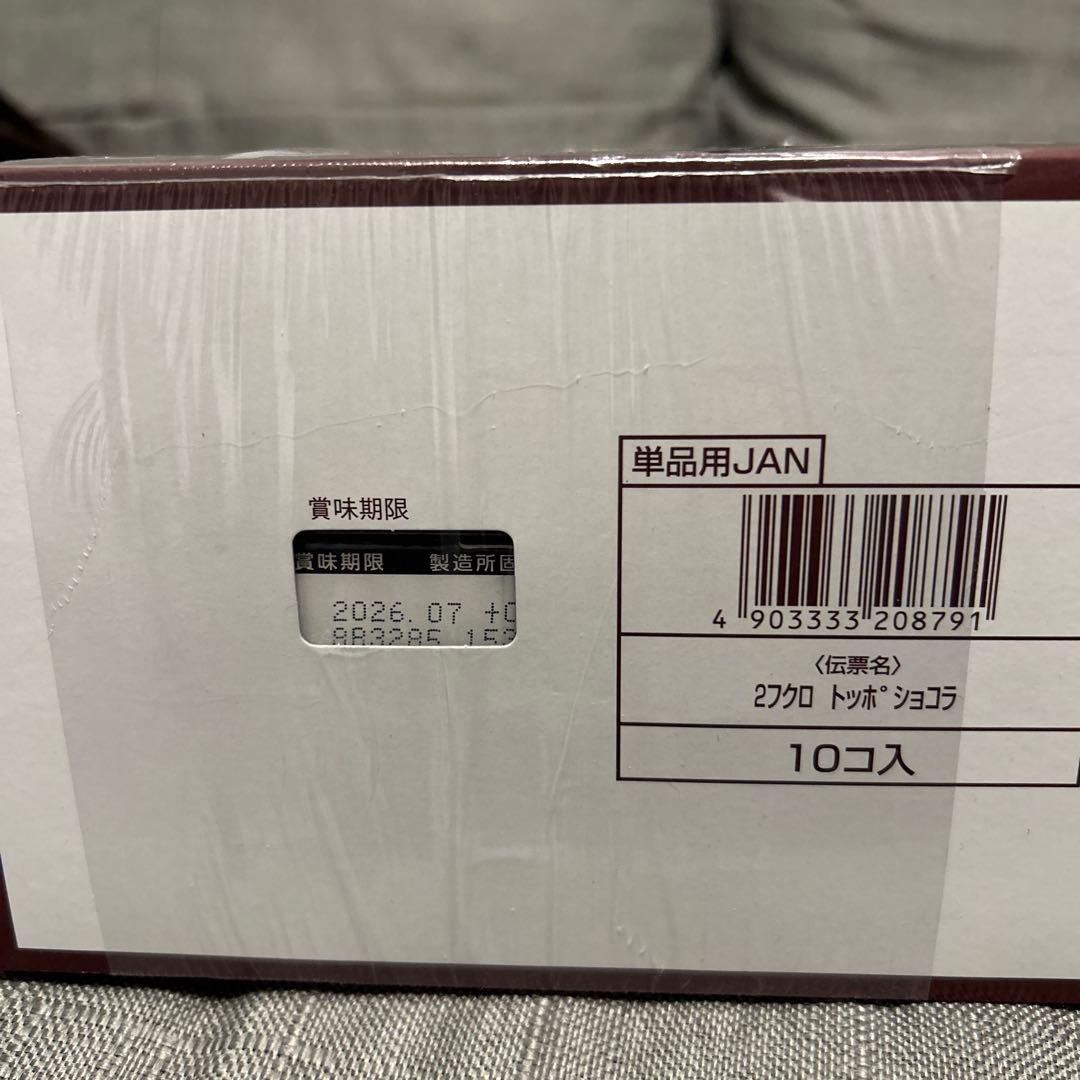 賞味期限
賞味期限 製造所固
2026.07 +C
883285 153
単品用JAN
4 903333 208791
〈伝票名〉
2フクロ トッポ゜ショコラ
10コ入